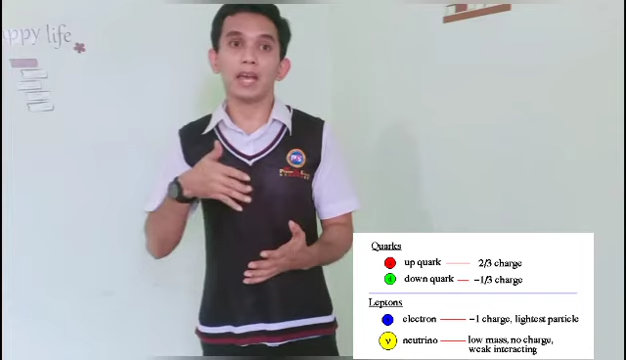 appy life
Quarks
up quark 2/3 charge
down quark -1/3 charge
Leptons
electron -1 charge, lightest particle
ν neutrino low mass, no charge,
weak interacting